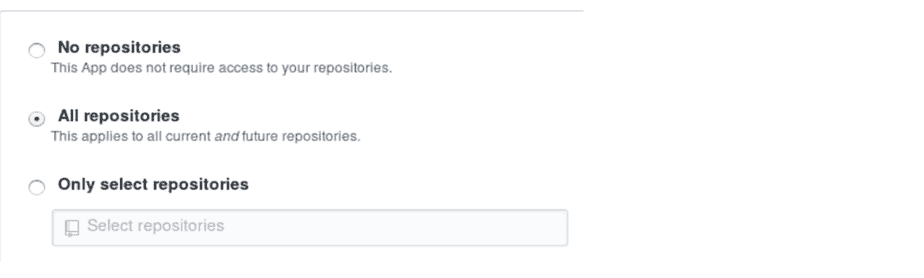 No repositories
This App does not require access to your repositories.
All repositories
This applies to all current and future repositories.
Only select repositories
Select repositories